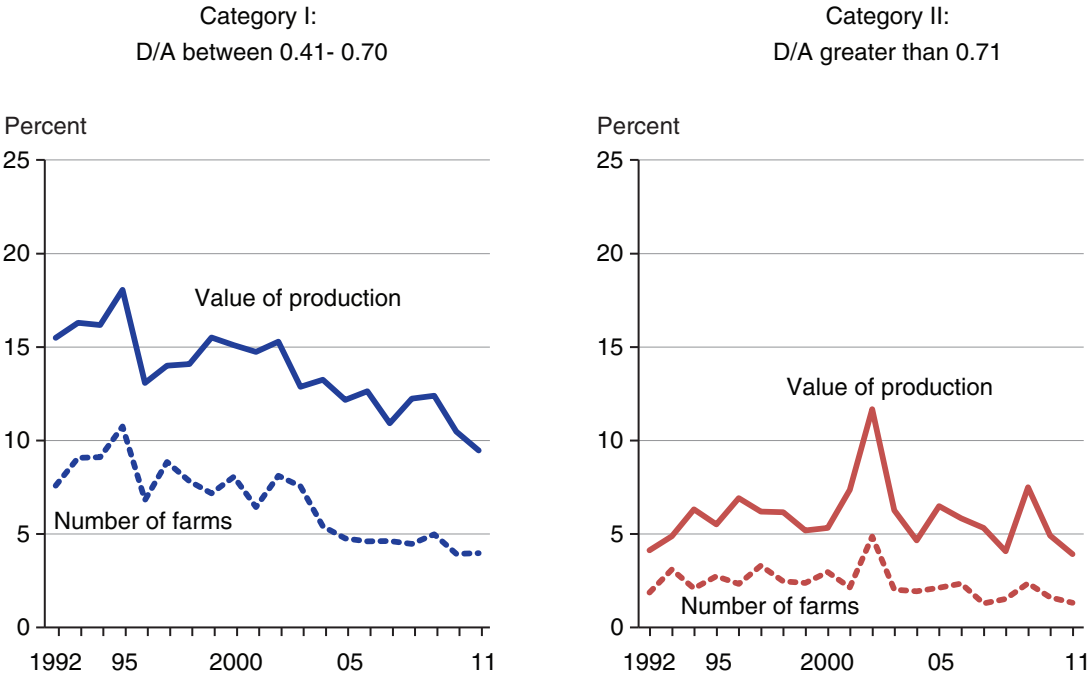 Category I:
D/A between 0.41- 0.70
Percent
25
20
15
10
5
0
Value of production
Number of farms
1992 95 2000 05 11
Category II:
D/A greater than 0.71
Percent
25
20
15
10
5
0
Value of production
Number of farms
1992 95 2000 05 11